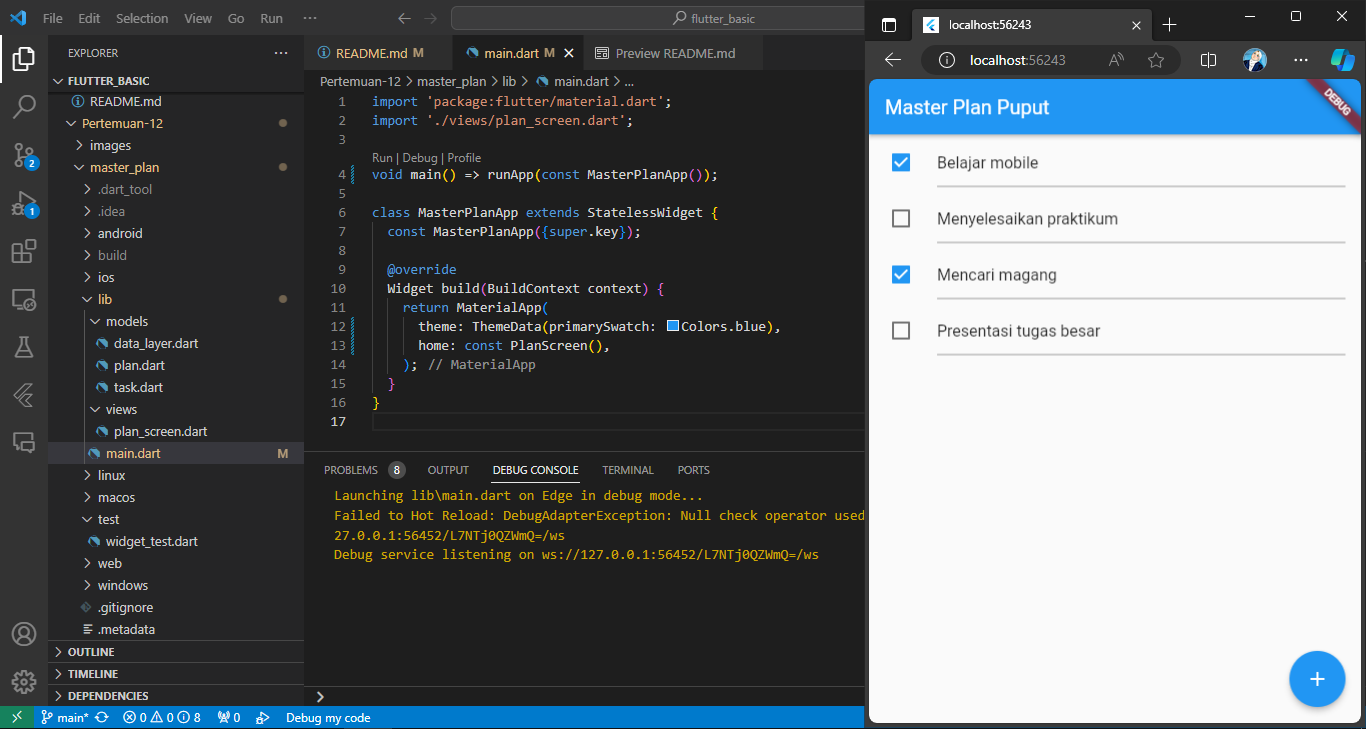 File Edit Selection View Go Run ··· flutter_basic
EXPLORER ···
FLUTTER_BASIC
README.md
Pertemuan-12
images
master_plan
.dart_tool
.idea
android
build
ios
lib
models
data_layer.dart
plan.dart
task.dart
views
plan_screen.dart
main.dart M
linux
macos
test
widget_test.dart
web
windows
.gitignore
.metadata
OUTLINE
TIMELINE
DEPENDENCIES
2
1
README.md M main.dart M Preview README.md
Pertemuan-12 > master_plan > lib > main.dart > ...
1 import 'package:flutter/material.dart';
2 import './views/plan_screen.dart';
3
Run | Debug | Profile
4 void main() => runApp(const MasterPlanApp());
5
6 class MasterPlanApp extends StatelessWidget {
7 const MasterPlanApp({super.key});
8
9 @override
10 Widget build(BuildContext context) {
11 return MaterialApp(
12 theme: ThemeData(primarySwatch: Colors.blue),
13 home: const PlanScreen(),
14 ); // MaterialApp
15 }
16 }
17
PROBLEMS 8 OUTPUT DEBUG CONSOLE TERMINAL PORTS
Launching lib\main.dart on Edge in debug mode...
Failed to Hot Reload: DebugAdapterException: Null check operator used
27.0.0.1:56452/L7NTj0QZWmQ=/ws
Debug service listening on ws://127.0.0.1:56452/L7NTj0QZWmQ=/ws
main* 0 0 8 0 Debug my code
localhost:56243
localhost:56243
Master Plan Puput
DEBUG
Belajar mobile
Menyelesaikan praktikum
Mencari magang
Presentasi tugas besar
+